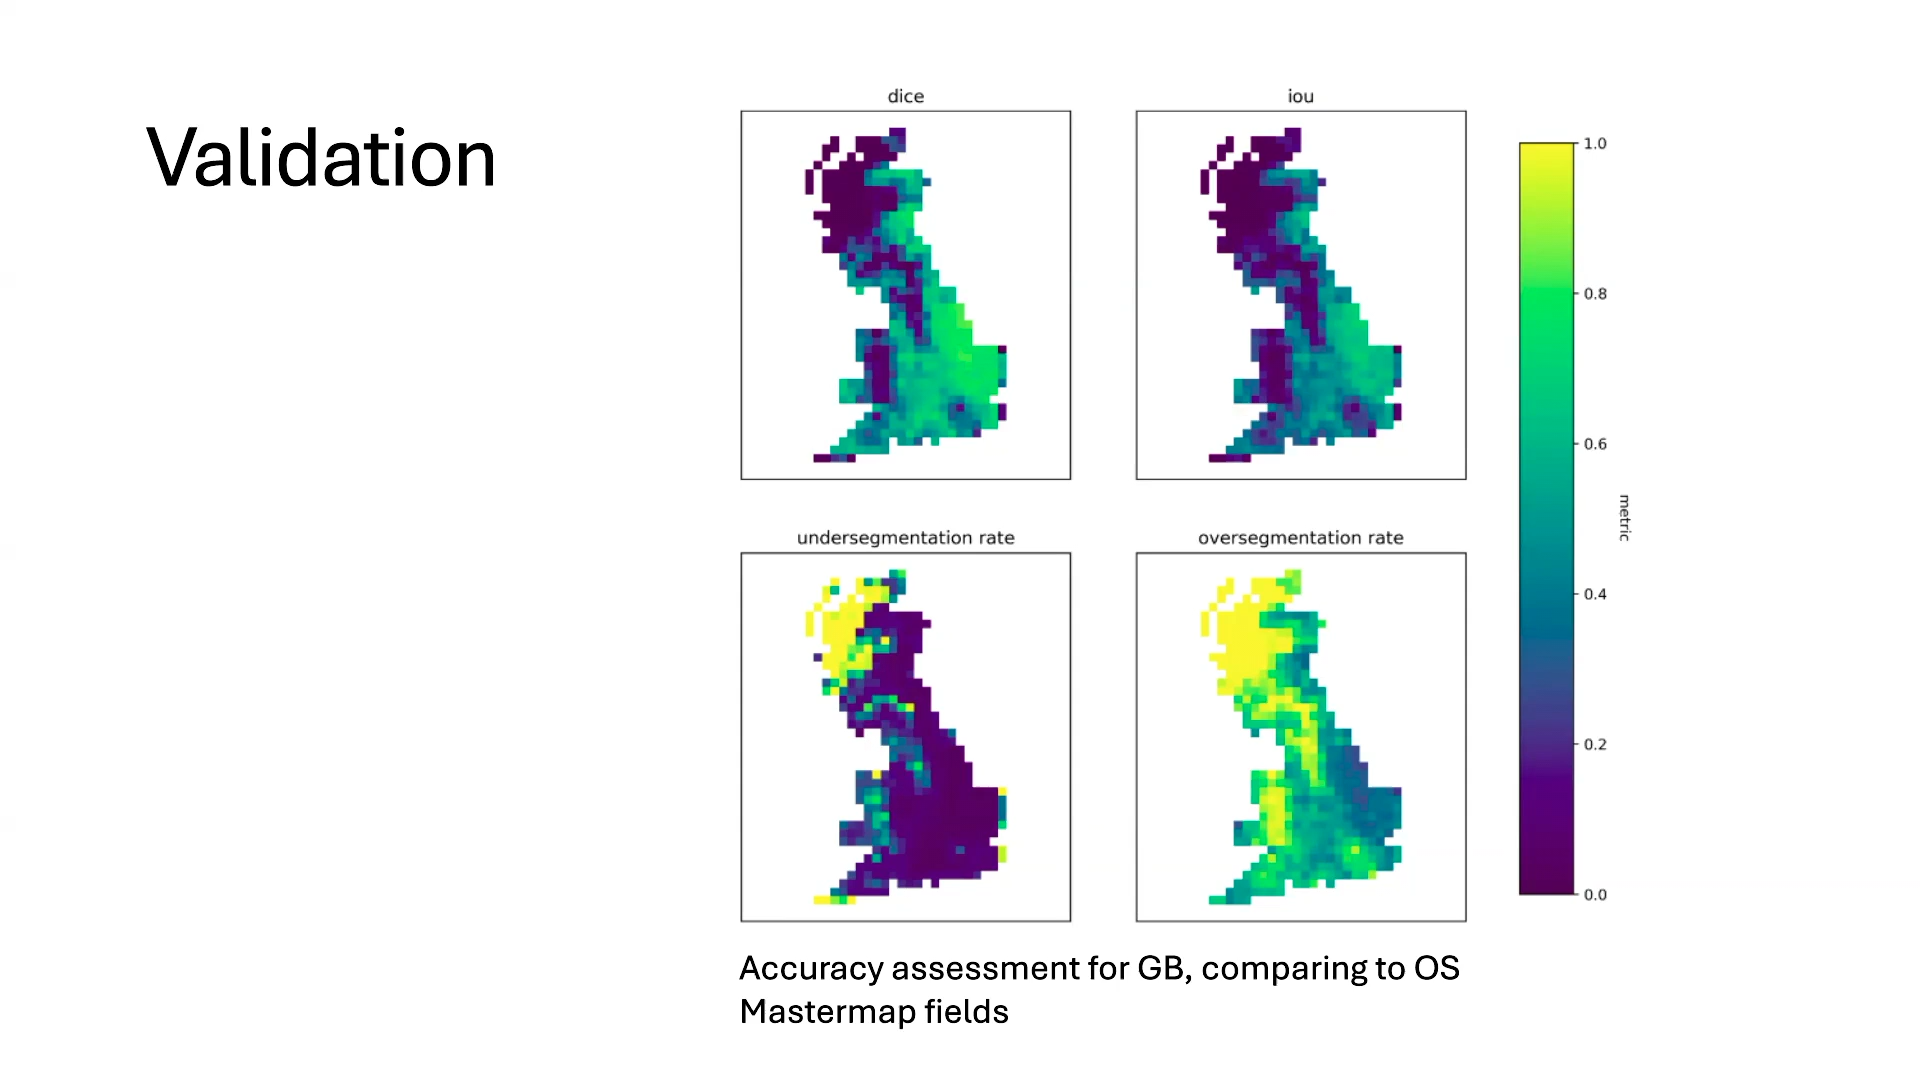 Validation
dice
iou
1.0
0.8
0.6
metric
0.4
0.2
0.0
undersegmentation rate
oversegmentation rate
Accuracy assessment for GB, comparing to OS
Mastermap fields